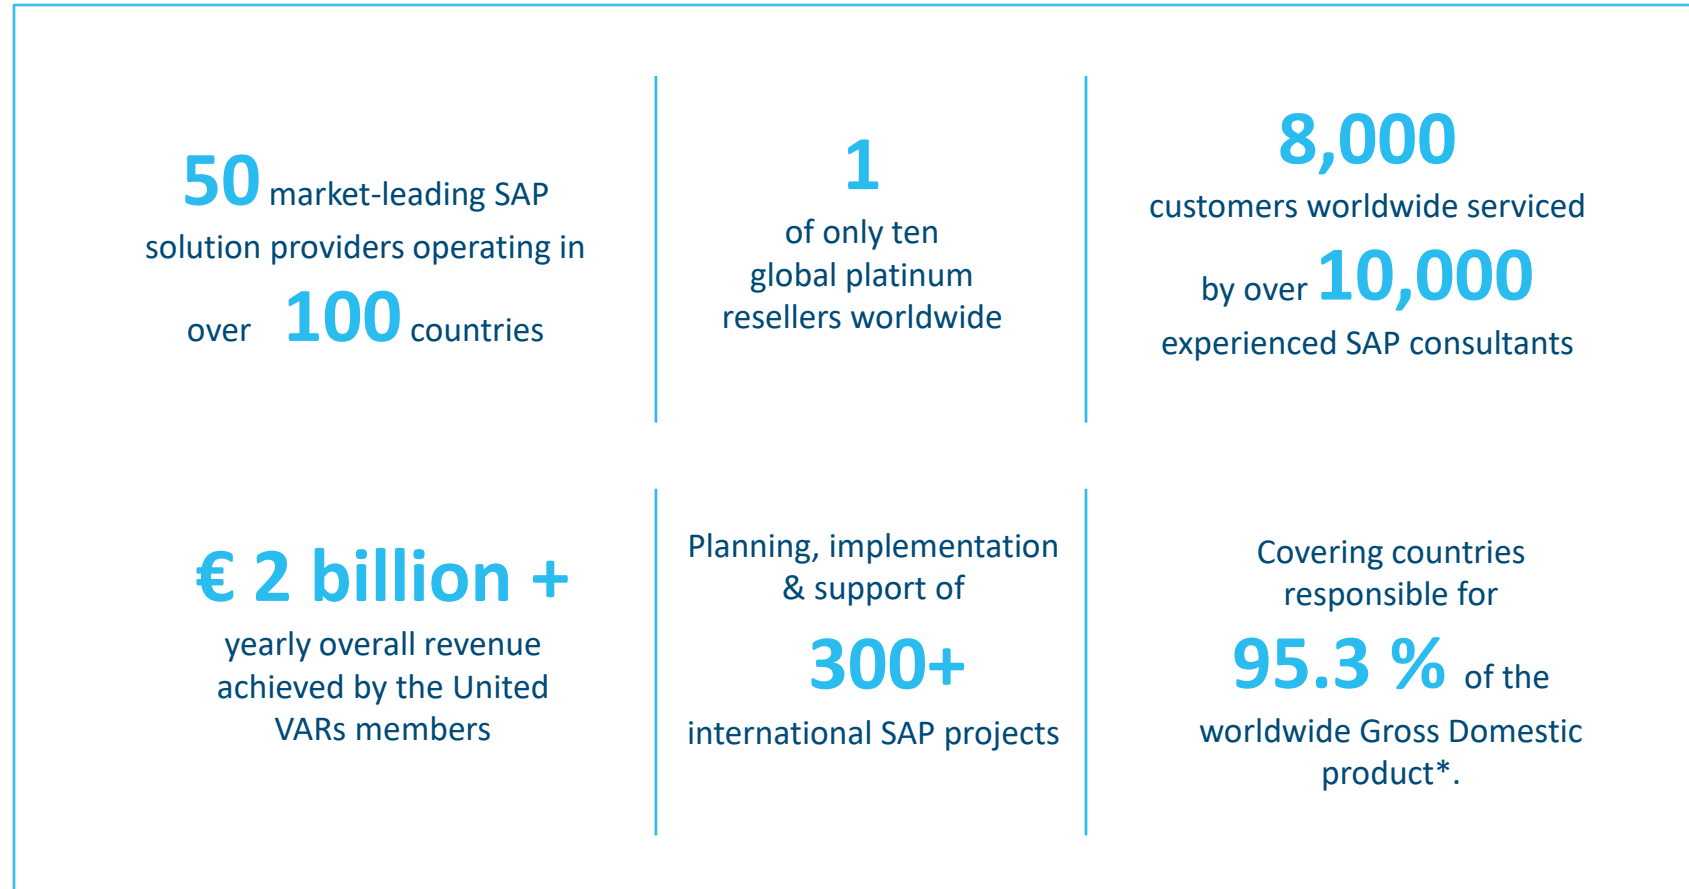 50 market-leading SAP
solution providers operating in
over 100 countries
1
of only ten
global platinum
resellers worldwide
8,000
customers worldwide serviced
by over 10,000
experienced SAP consultants
€ 2 billion +
yearly overall revenue
achieved by the United
VARs members
Planning, implementation
& support of
300+
international SAP projects
Covering countries
responsible for
95.3 % of the
worldwide Gross Domestic
product*.